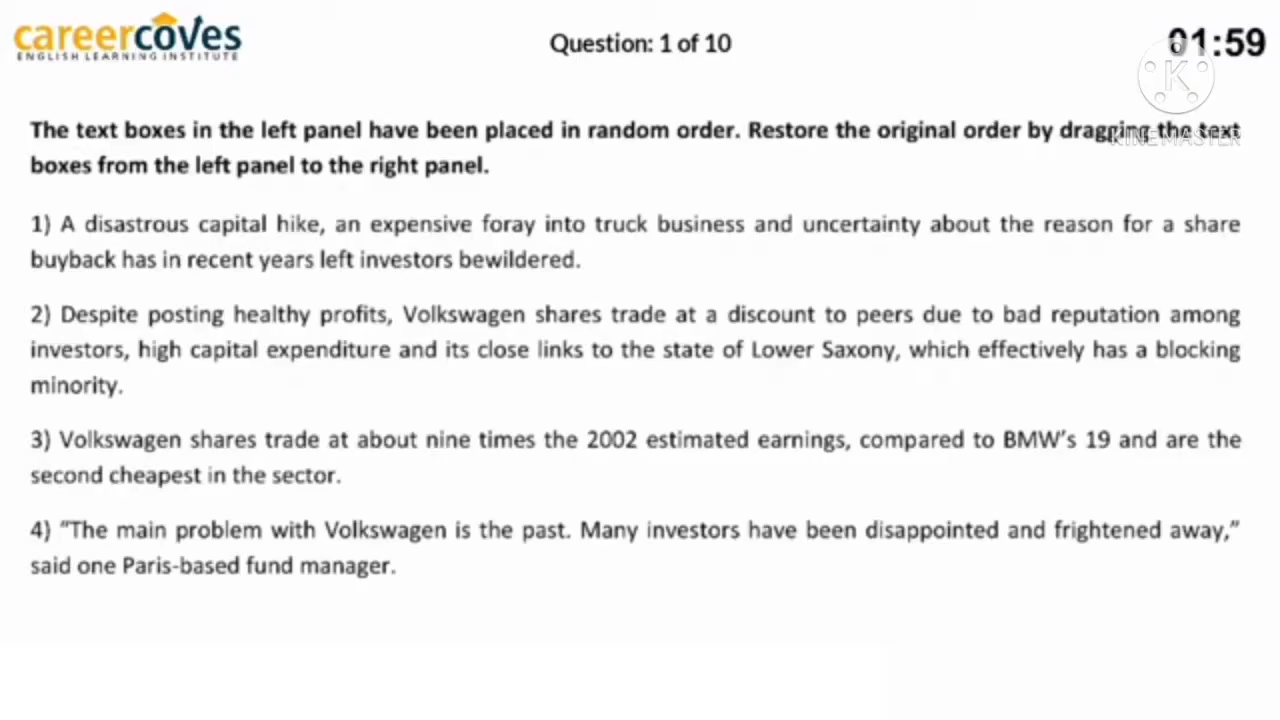 careercoves
ENGLISH LEARNING INSTITUTE
Question: 1 of 10
01:59
K
KINEMASTER
The text boxes in the left panel have been placed in random order. Restore the original order by dragging the text
boxes from the left panel to the right panel.
1) A disastrous capital hike, an expensive foray into truck business and uncertainty about the reason for a share
buyback has in recent years left investors bewildered.
2) Despite posting healthy profits, Volkswagen shares trade at a discount to peers due to bad reputation among
investors, high capital expenditure and its close links to the state of Lower Saxony, which effectively has a blocking
minority.
3) Volkswagen shares trade at about nine times the 2002 estimated earnings, compared to BMW’s 19 and are the
second cheapest in the sector.
4) “The main problem with Volkswagen is the past. Many investors have been disappointed and frightened away,”
said one Paris-based fund manager.